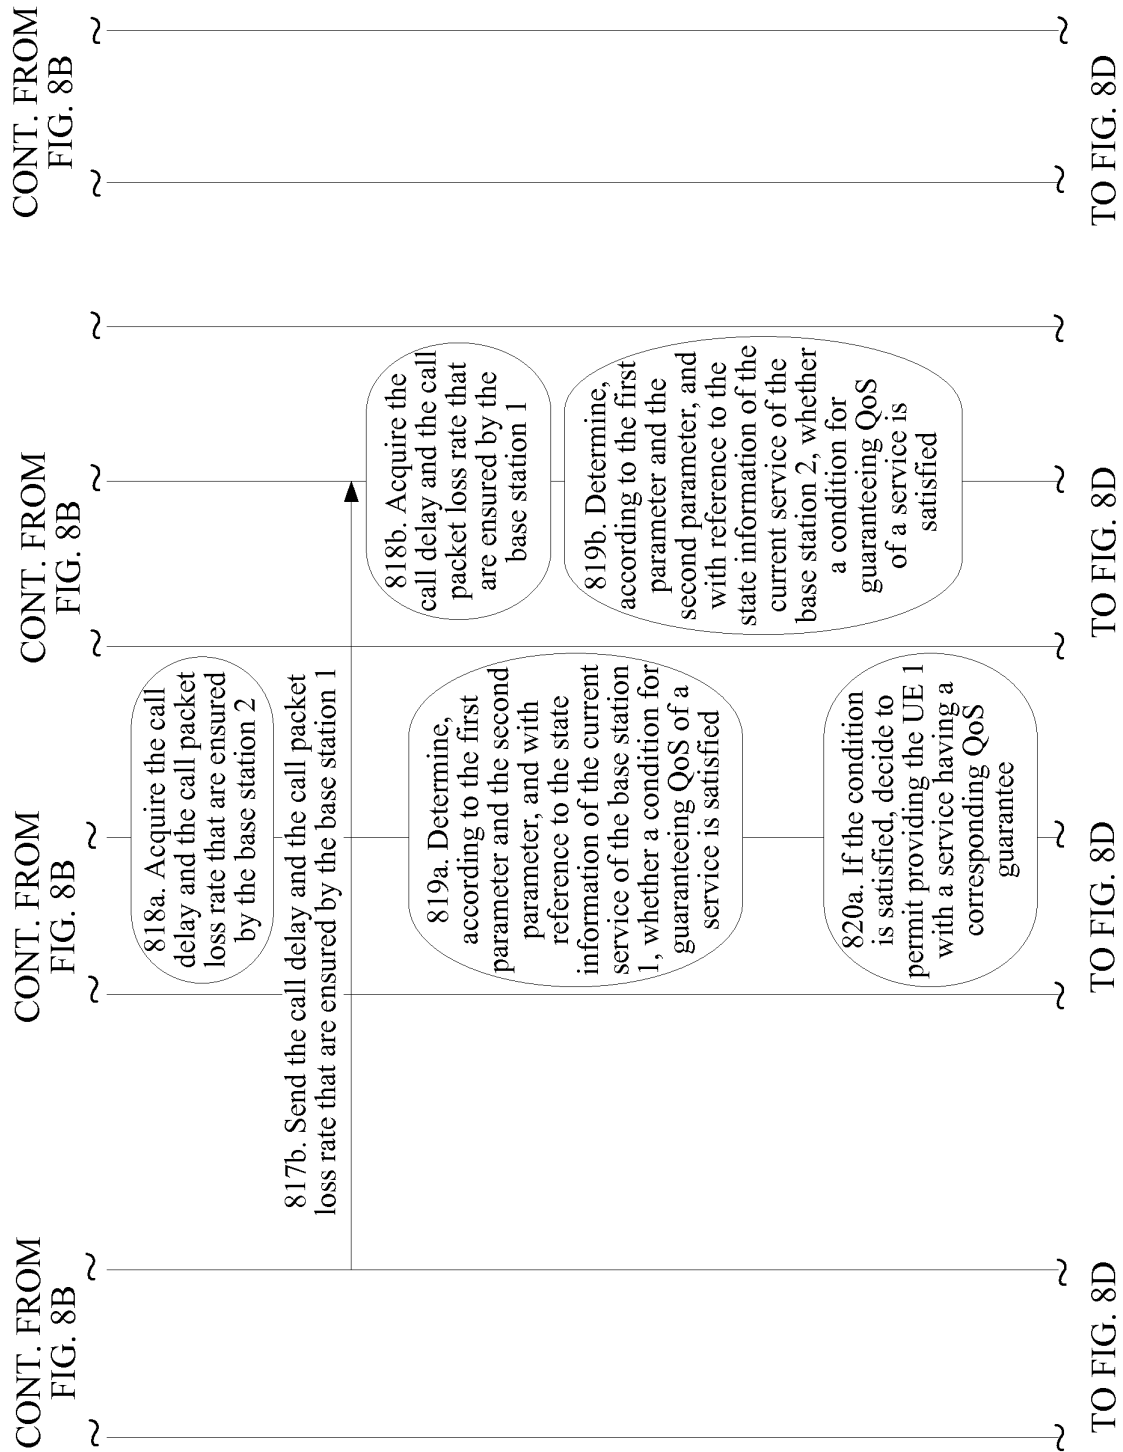 CONT. FROM
FIG. 8B
CONT. FROM
FIG. 8B
CONT. FROM
FIG. 8B
CONT. FROM
FIG. 8B
818a. Acquire the call
delay and the call packet
loss rate that are ensured
by the base station 2
817b. Send the call delay and the call packet
loss rate that are ensured by the base station 1
818b. Acquire the
call delay and the call
packet loss rate that
are ensured by the
base station 1
819a. Determine,
according to the first
parameter and the second
parameter, and with
reference to the state
information of the current
service of the base station
1, whether a condition for
guaranteeing QoS of a
service is satisfied
819b. Determine,
according to the first
parameter and the
second parameter, and
with reference to the
state information of the
current service of the
base station 2, whether
a condition for
guaranteeing QoS
of a service is
satisfied
820a. If the condition
is satisfied, decide to
permit providing the UE 1
with a service having a
corresponding QoS
guarantee
TO FIG. 8D
TO FIG. 8D
TO FIG. 8D
TO FIG. 8D